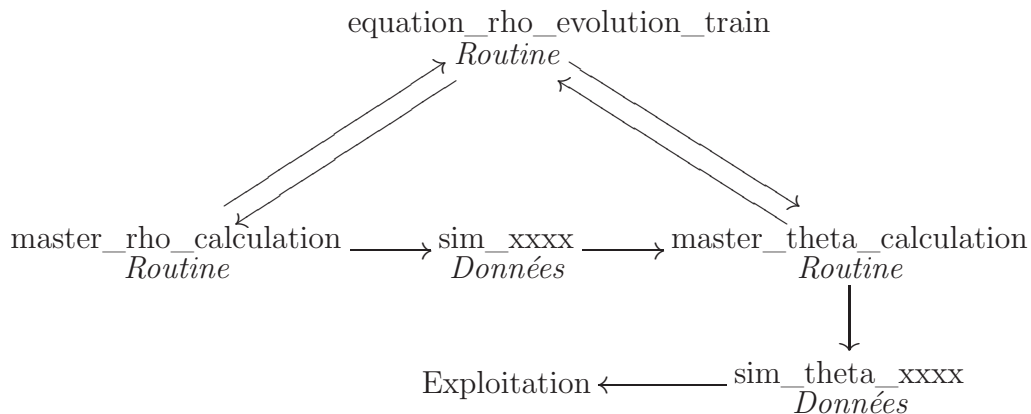 equation_rho_evolution_train
Routine
master_rho_calculation
Routine
sim_xxxx
Données
master_theta_calculation
Routine
Exploitation
sim_theta_xxxx
Données